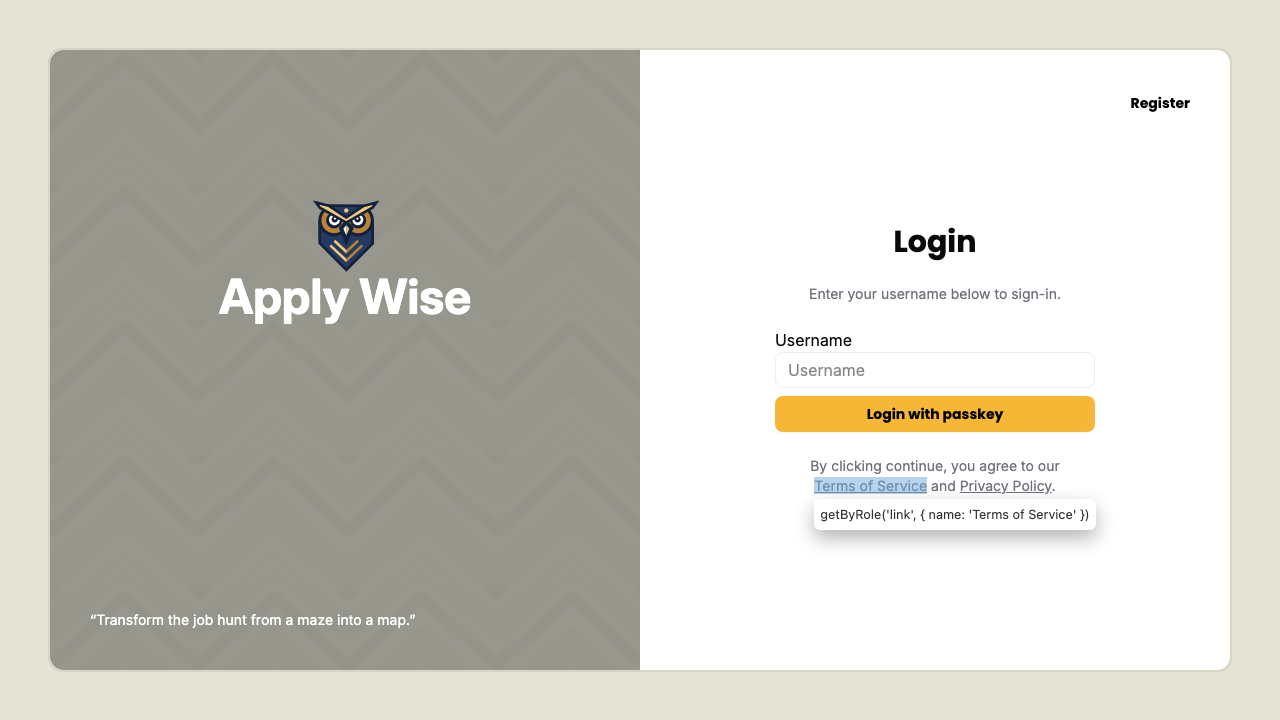 Apply Wise
“Transform the job hunt from a maze into a map.”
Register
Login
Enter your username below to sign-in.
Username
Username
Login with passkey
By clicking continue, you agree to our
Terms of Service and Privacy Policy.
getByRole('link', { name: 'Terms of Service' })